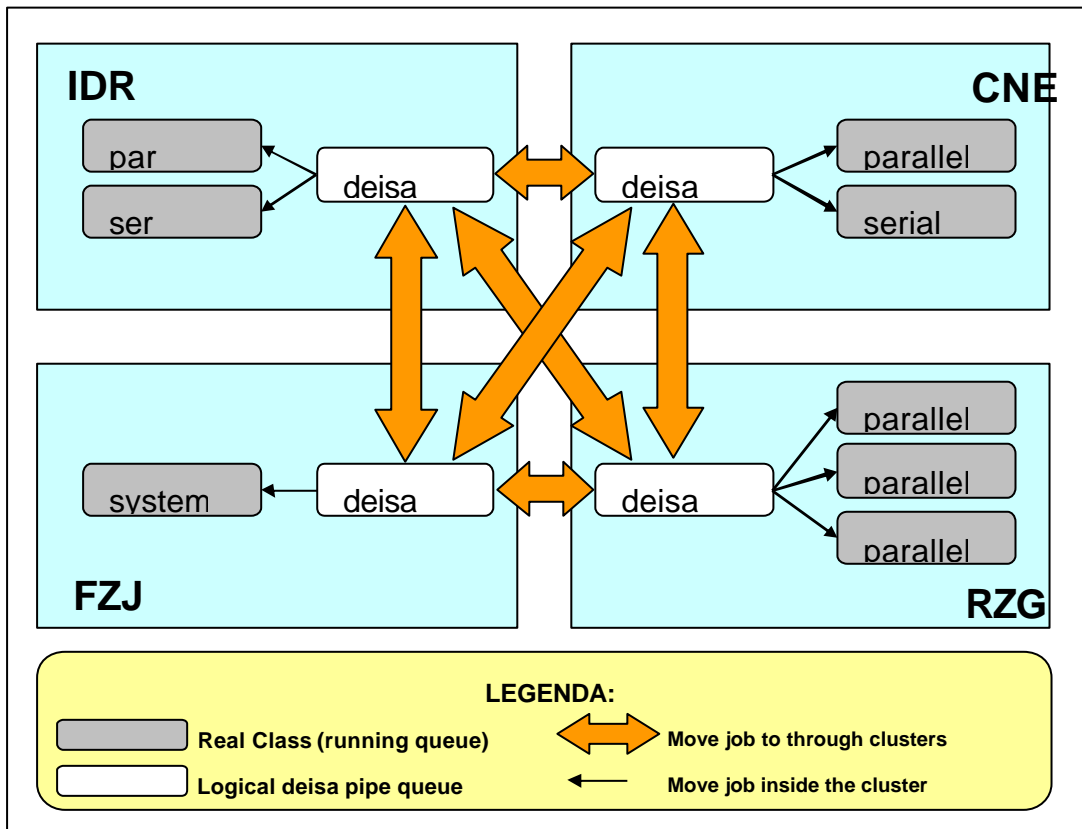 IDR
par
ser
deisa
CNE
deisa
parallel
serial
system
deisa
FZJ
deisa
parallel
parallel
parallel
RZG
LEGENDA:
Real Class (running queue)
Move job to through clusters
Logical deisa pipe queue
Move job inside the cluster